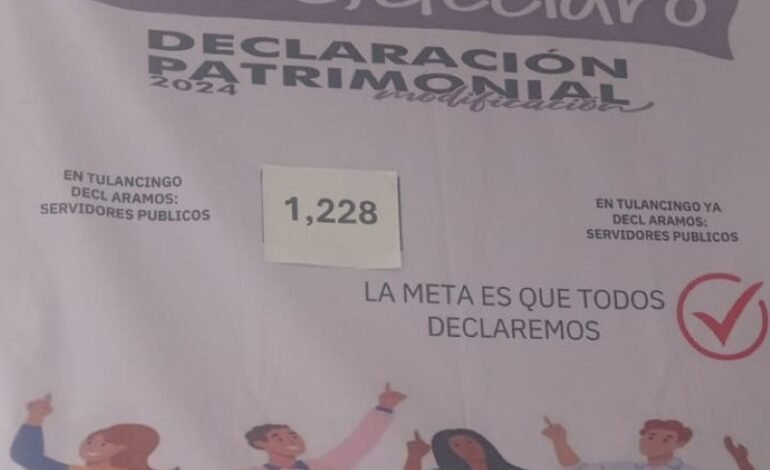 declaro
DECLARACIÓN
PATRIMONIAL
2024 modificación
EN TULANCINGO
DECL ARAMOS:
SERVIDORES PUBLICOS
1,228
EN TULANCINGO YA
DECL ARAMOS:
SERVIDORES PUBLICOS
LA META ES QUE TODOS
DECLAREMOS